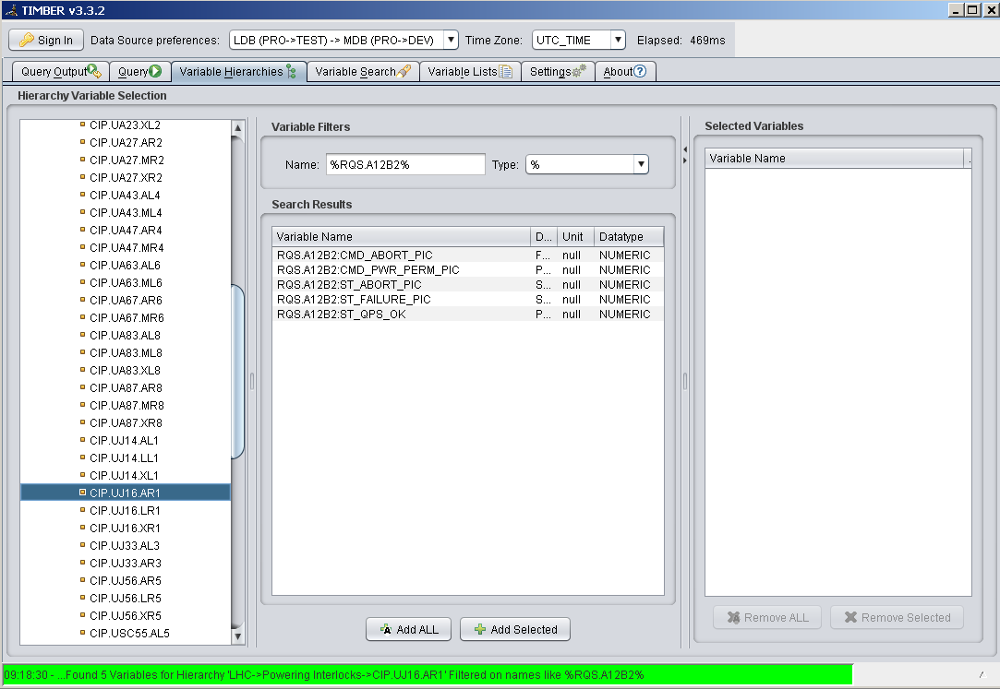 TIMBER v3.3.2
Sign In Data Source preferences: LDB (PRO->TEST) -> MDB (PRO->DEV) Time Zone: UTC_TIME Elapsed: 469ms
Query Output Query Variable Hierarchies Variable Search Variable Lists Settings About
Hierarchy Variable Selection
CIP.UA23.XL2
CIP.UA27.AR2
CIP.UA27.MR2
CIP.UA27.XR2
CIP.UA43.AL4
CIP.UA43.ML4
CIP.UA47.AR4
CIP.UA47.MR4
CIP.UA63.AL6
CIP.UA63.ML6
CIP.UA67.AR6
CIP.UA67.MR6
CIP.UA83.AL8
CIP.UA83.ML8
CIP.UA83.XL8
CIP.UA87.AR8
CIP.UA87.MR8
CIP.UA87.XR8
CIP.UJ14.AL1
CIP.UJ14.LL1
CIP.UJ14.XL1
CIP.UJ16.AR1
CIP.UJ16.LR1
CIP.UJ16.XR1
CIP.UJ33.AL3
CIP.UJ33.AR3
CIP.UJ56.AR5
CIP.UJ56.LR5
CIP.UJ56.XR5
CIP.USC55.AL5
Variable Filters
Name: %RQS.A12B2% Type: %
Search Results
Variable Name D... Unit Datatype
RQS.A12B2:CMD_ABORT_PIC F... null NUMERIC
RQS.A12B2:CMD_PWR_PERM_PIC P... null NUMERIC
RQS.A12B2:ST_ABORT_PIC S... null NUMERIC
RQS.A12B2:ST_FAILURE_PIC S... null NUMERIC
RQS.A12B2:ST_QPS_OK P... null NUMERIC
Add ALL Add Selected
Selected Variables
Variable Name .
Remove ALL Remove Selected
09:18:30 - ...Found 5 Variables for Hierarchy 'LHC->Powering Interlocks->CIP.UJ16.AR1' Filtered on names like %RQS.A12B2%